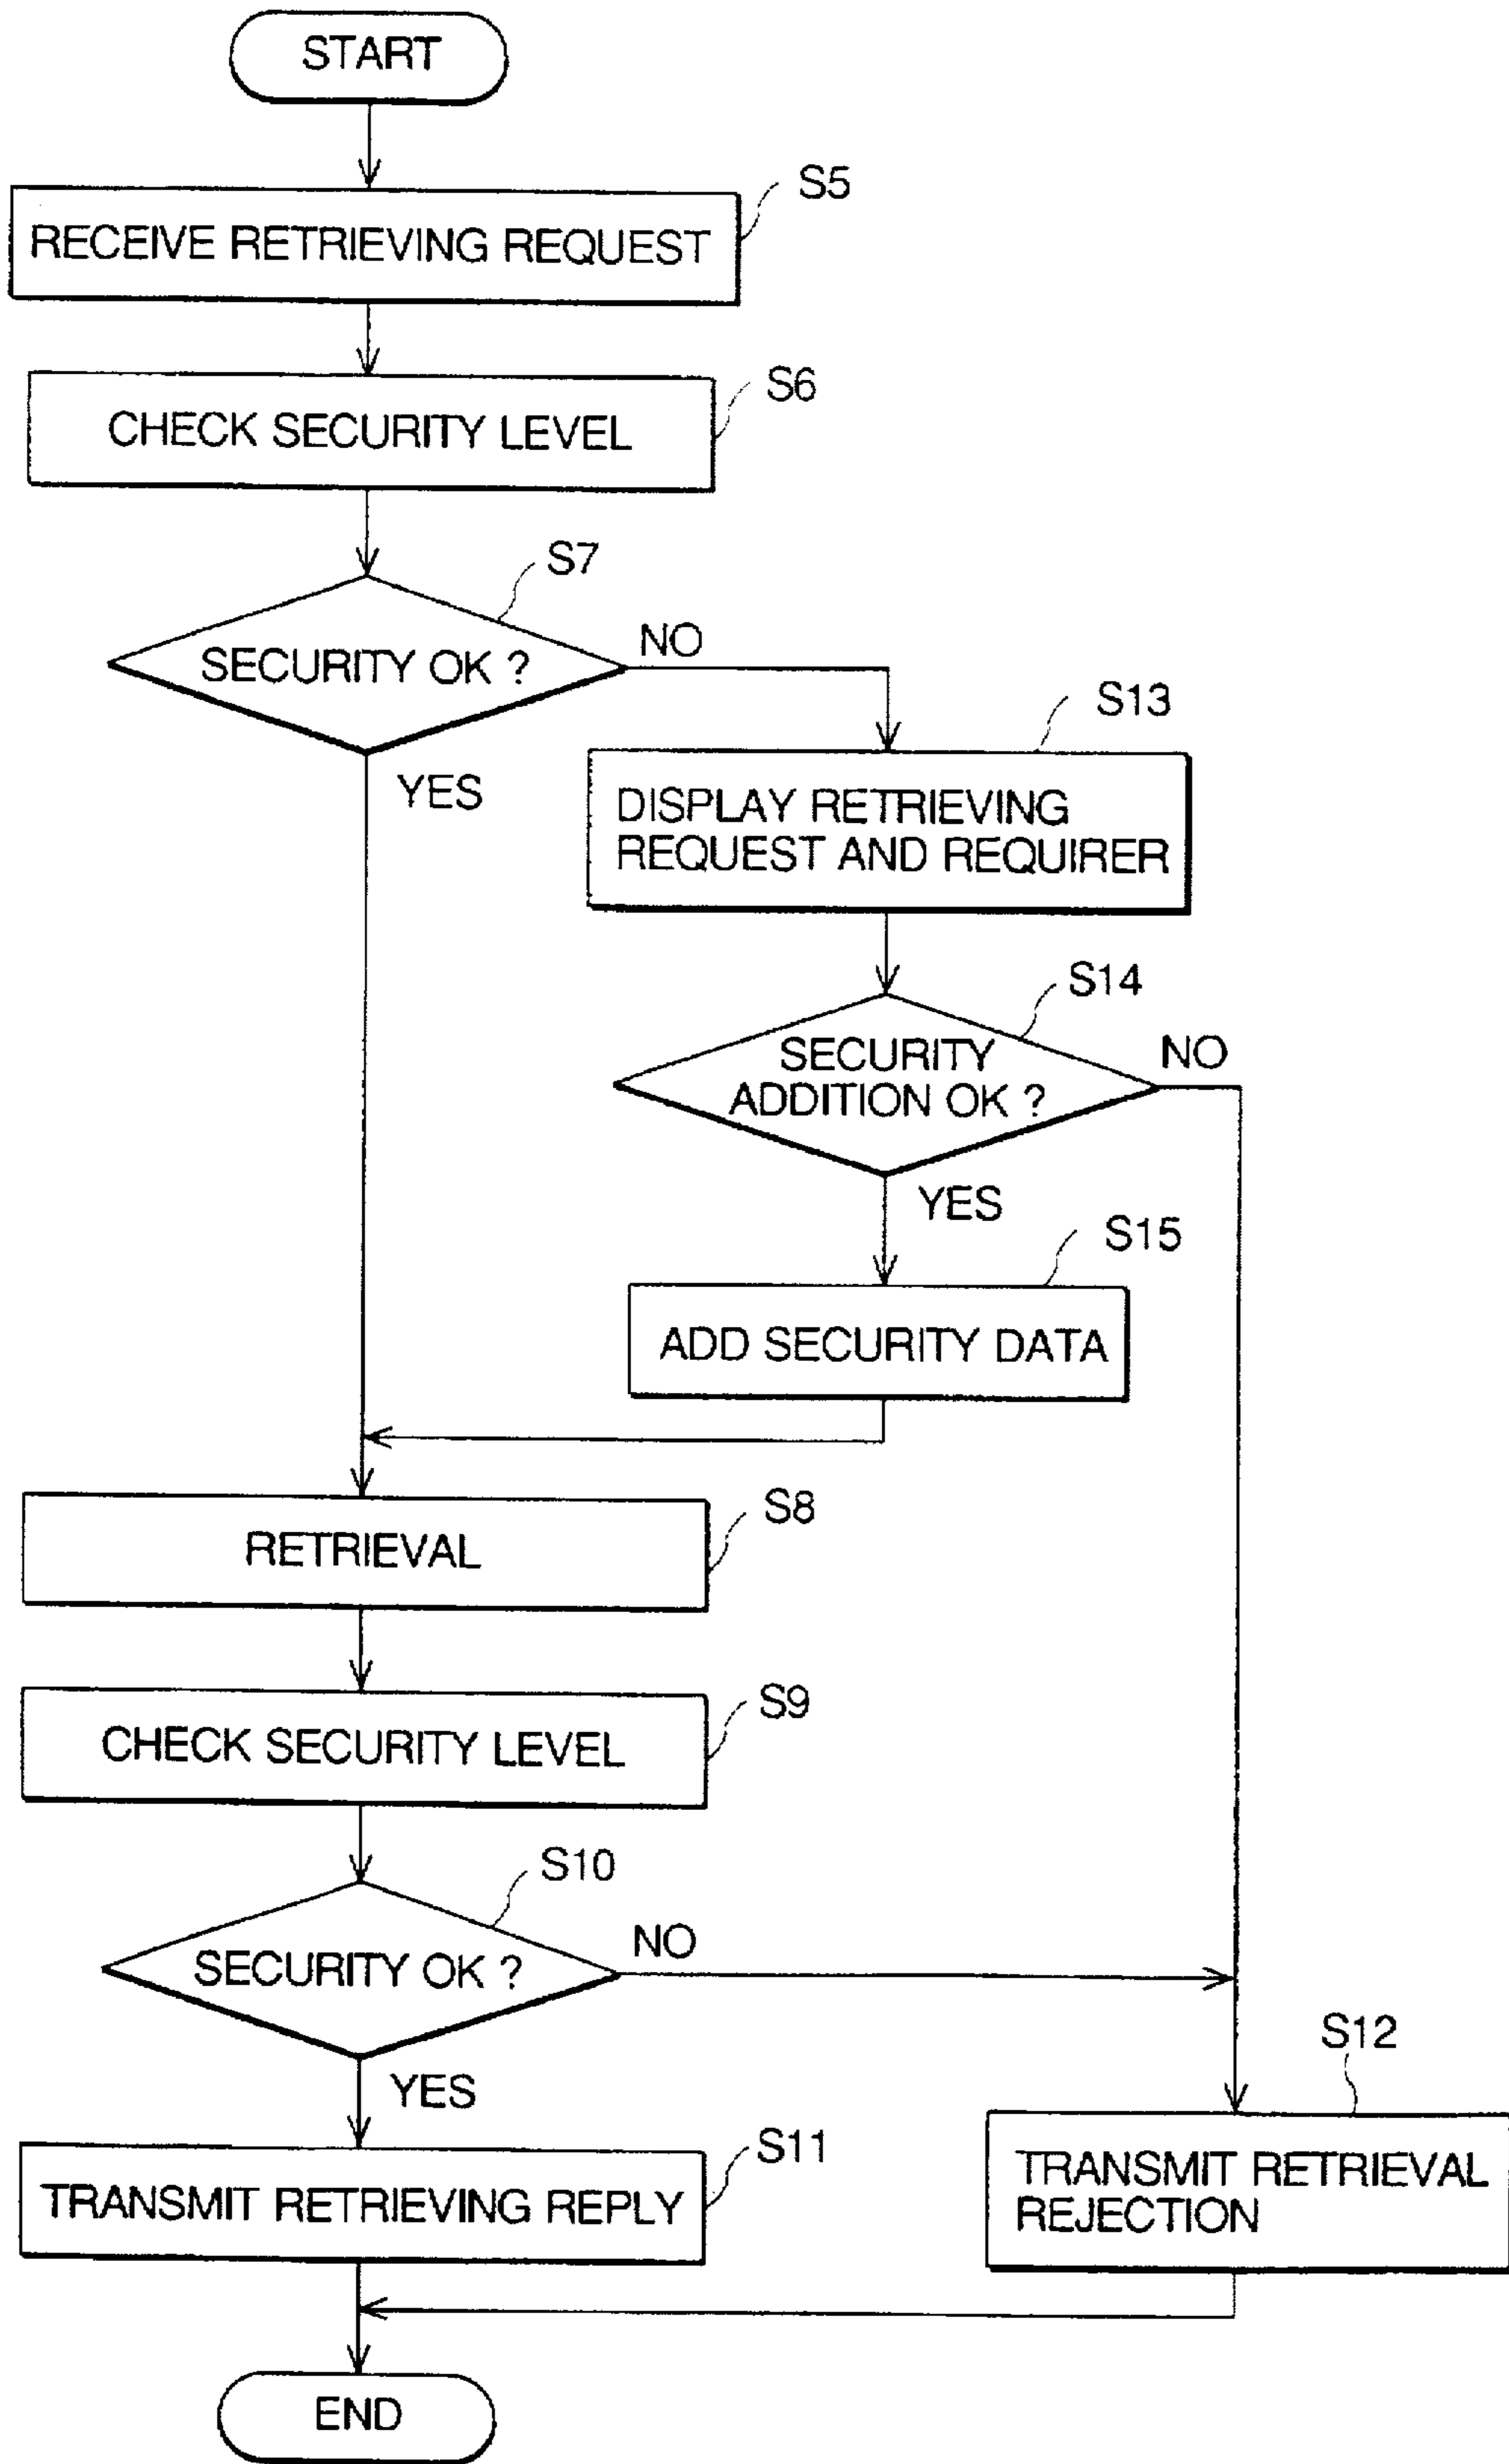 START
S5
RECEIVE RETRIEVING REQUEST
S6
CHECK SECURITY LEVEL
S7
SECURITY OK ?
NO
YES
S13
DISPLAY RETRIEVING
REQUEST AND REQUIRER
S14
SECURITY
ADDITION OK ?
NO
YES
S15
ADD SECURITY DATA
S8
RETRIEVAL
S9
CHECK SECURITY LEVEL
S10
SECURITY OK ?
NO
YES
S11
TRANSMIT RETRIEVING REPLY
S12
TRANSMIT RETRIEVAL
REJECTION
END